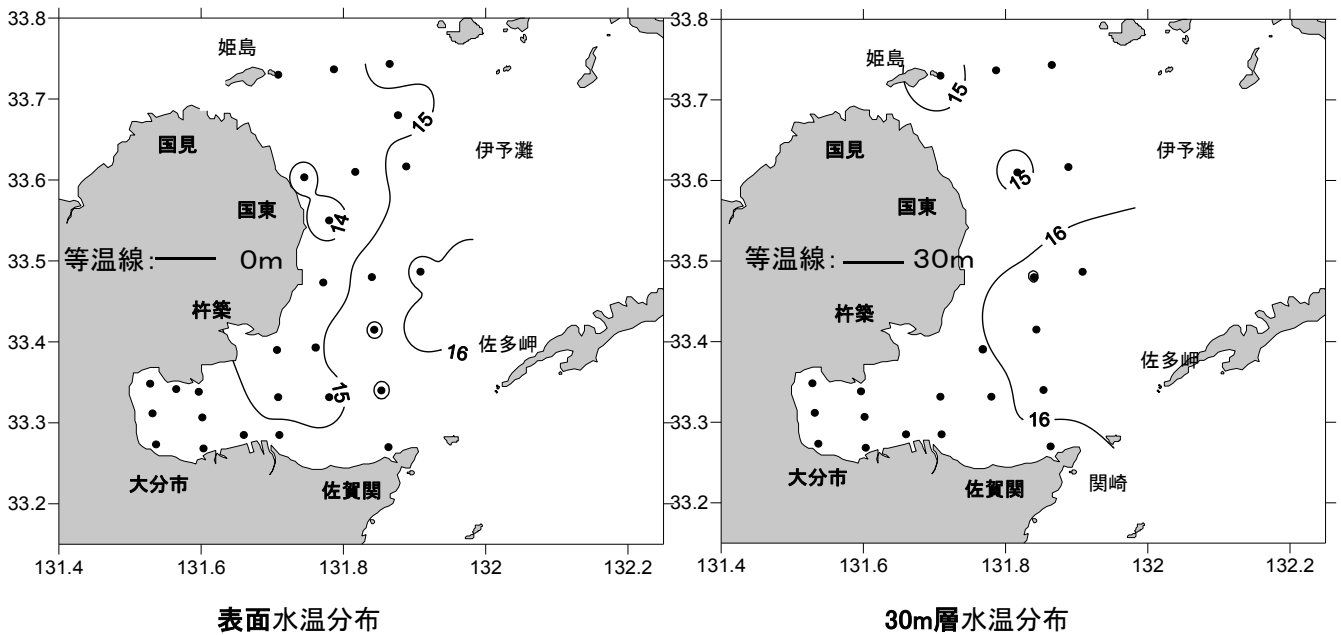 33.8
姫島
33.7
15
国見
伊予灘
33.6
国東
14
等温線: 0m
33.5
杵築
33.4
16
佐多岬
15
33.3
大分市
佐賀関
33.2
131.4 131.6 131.8 132 132.2
表面水温分布
33.8
姫島
15
33.7
国見
伊予灘
33.6
15
国東
16
等温線: 30m
33.5
杵築
33.4
佐多岬
33.3
16
大分市
佐賀関
関崎
33.2
131.4 131.6 131.8 132 132.2
30m層水温分布